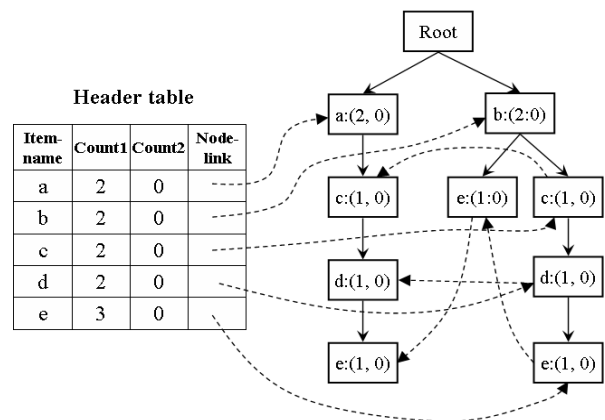 Root
Header table
Item-name Count1 Count2 Node-link
a 2 0
b 2 0
c 2 0
d 2 0
e 3 0
a:(2, 0) b:(2:0)
c:(1, 0) e:(1:0) c:(1, 0)
d:(1, 0) d:(1, 0)
e:(1, 0) e:(1, 0)